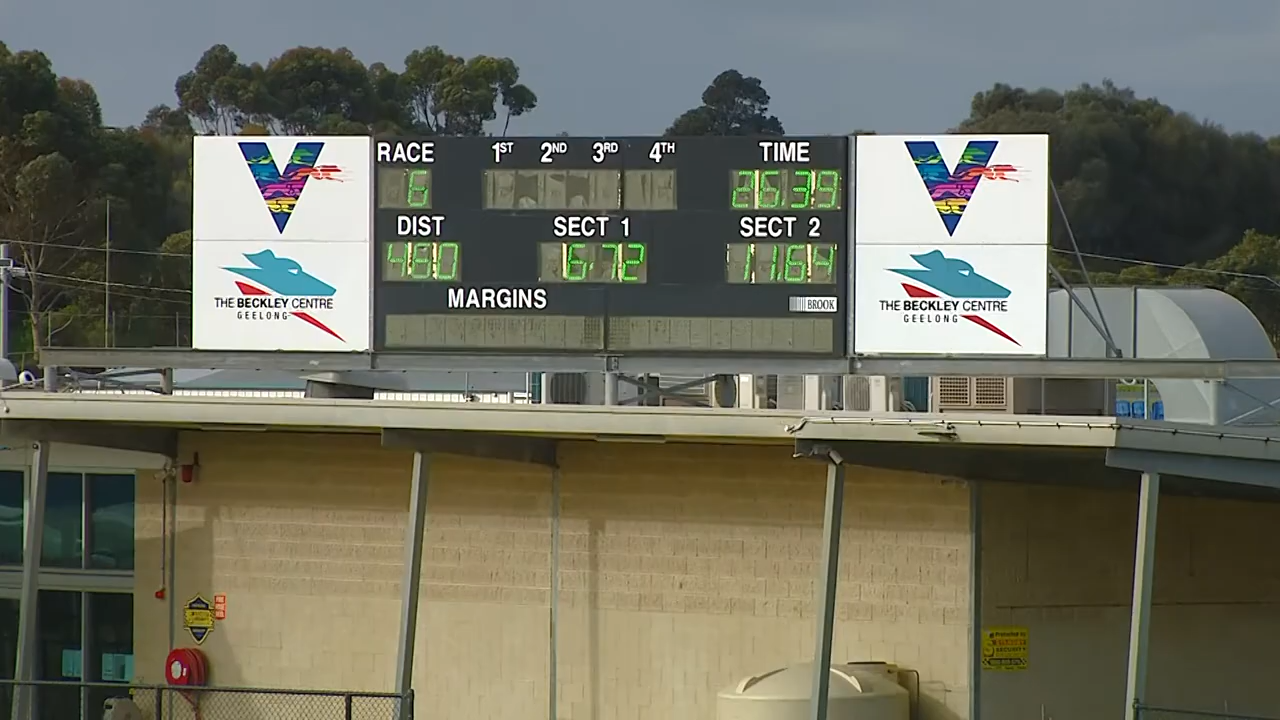 RACE 1ST 2ND 3RD 4TH TIME
6 26.39
DIST SECT 1 SECT 2
480 6.72 11.64
MARGINS
BROOK
V
THE BECKLEY CENTRE
GEELONG
V
THE BECKLEY CENTRE
GEELONG